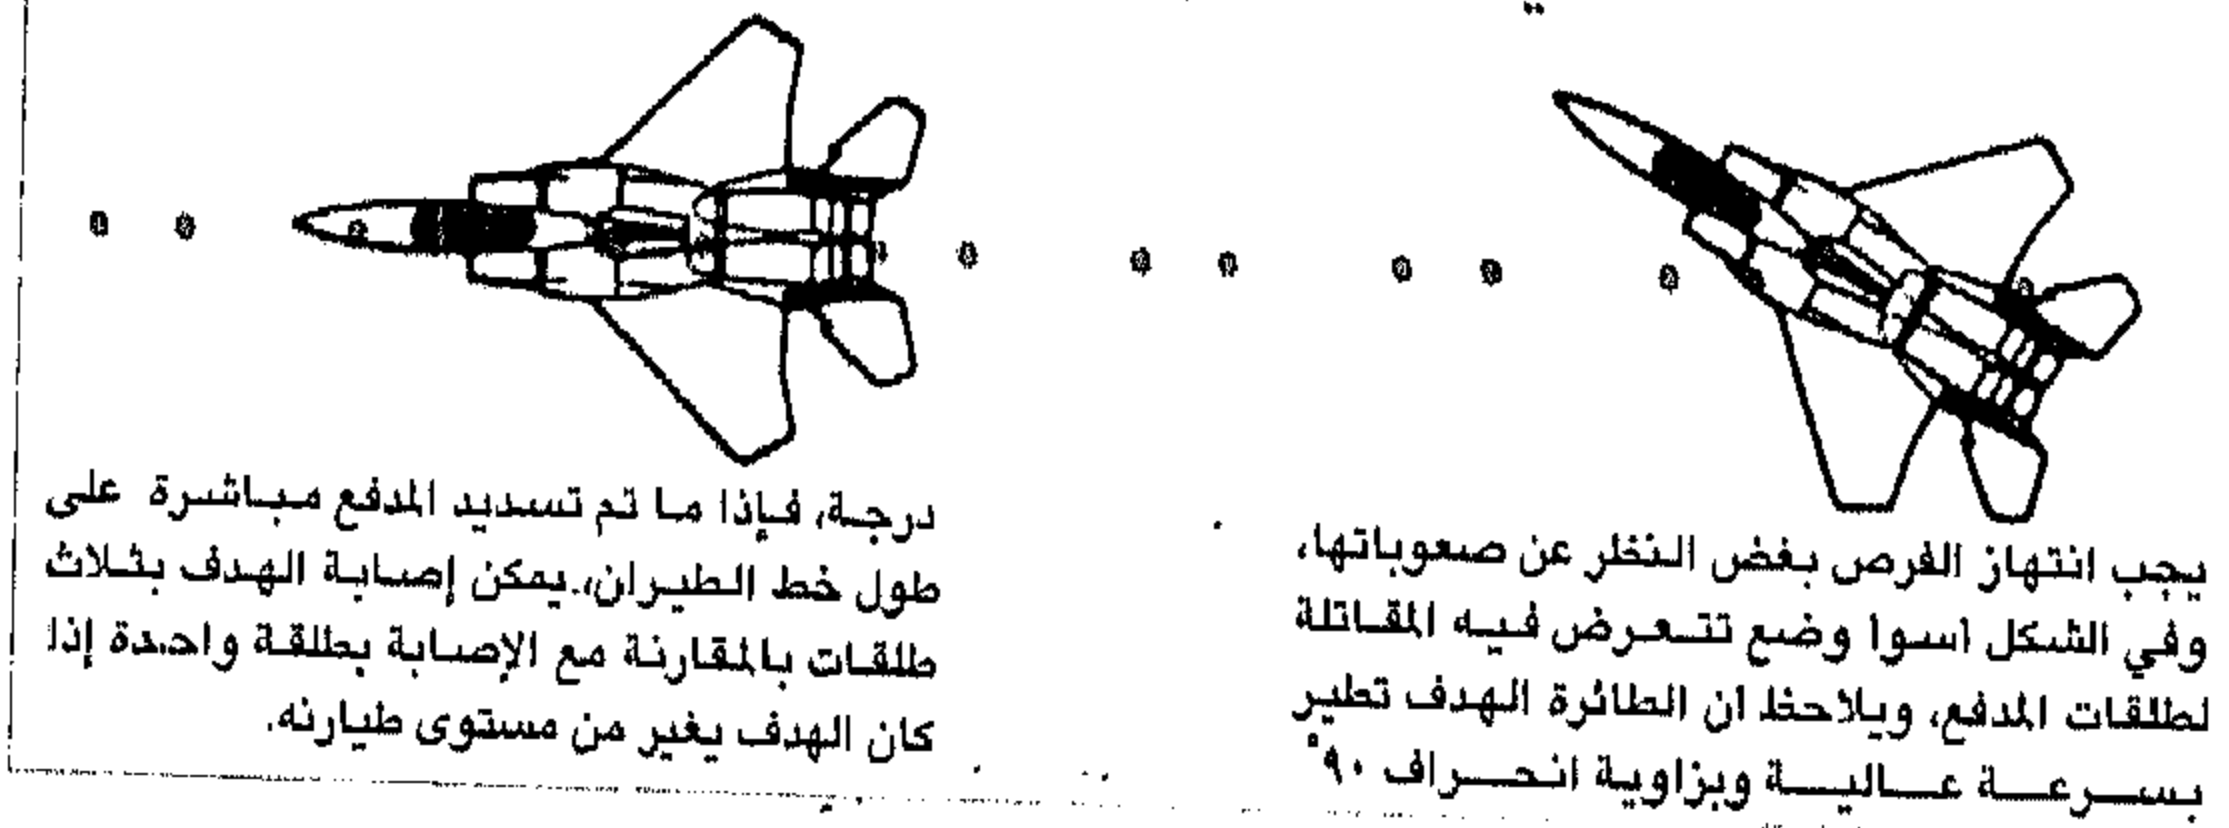 يجب انتهاز الفرص بغض النظر عن صعوباتها،
وفي الشكل اسوا وضع تتعرض فيه المقاتلة
لطلقات المدفع، ويلاحظ ان الطائرة الهدف تطير
بسرعة عالية وبزاوية انحراف ٩٠°
درجة، فإذا ما تم تسديد المدفع مباشرة على
طول خط الطيران، يمكن إصابة الهدف بثلاث
طلقات بالمقارنة مع الإصابة بطلقة واحدة إذا
كان الهدف يغير من مستوى طيارنه.